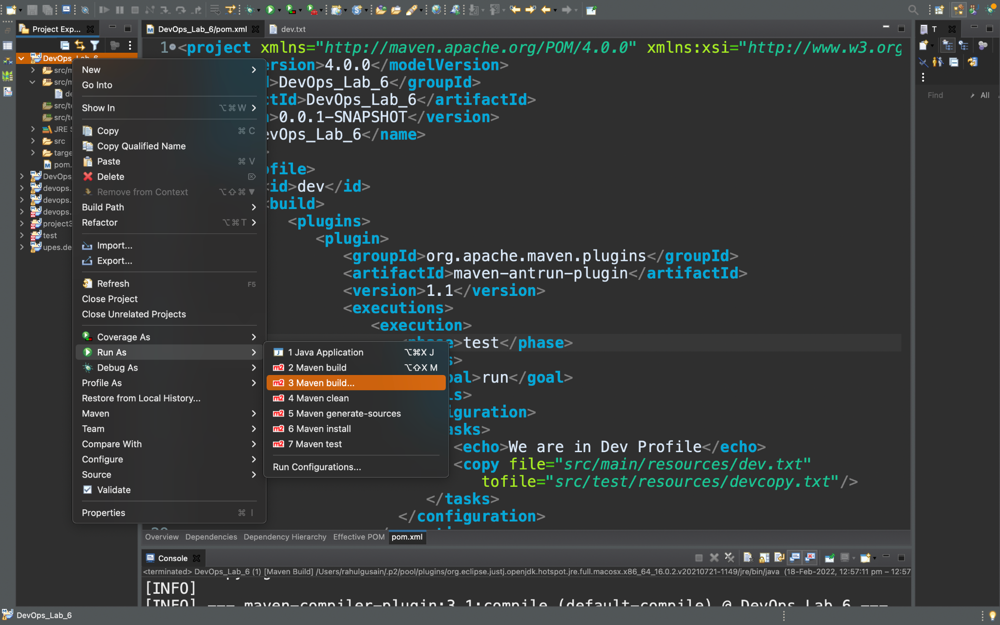 Project Exp...
DevOps_Lab_6/pom.xml
dev.txt
T
DevOps_Lab_6
src/m
src/m
de
src/te
src/te
JRE S
src
targe
pom.
DevOps
devops.
devops.
devops.
project3
test
upes.de
New
Go Into
Show In ⌥⌘W
Copy ⌘C
Copy Qualified Name
Paste ⌘V
Delete
Remove from Context ⌥⇧⌘▼
Build Path
Refactor ⌥⌘T
Import...
Export...
Refresh F5
Close Project
Close Unrelated Projects
Coverage As
Run As
Debug As
Profile As
Restore from Local History...
Maven
Team
Compare With
Configure
Source
Validate
Properties ⌘I
1 Java Application ⌥⌘X J
2 Maven build ⌥⇧X M
3 Maven build...
4 Maven clean
5 Maven generate-sources
6 Maven install
7 Maven test
Run Configurations...
1 <project xmlns="http://maven.apache.org/POM/4.0.0" xmlns:xsi="http://www.w3.org
ersion>4.0.0</modelVersion>
>DevOps_Lab_6</groupId>
ctId>DevOps_Lab_6</artifactId>
>0.0.1-SNAPSHOT</version>
evOps_Lab_6</name>
>
ofile>
<id>dev</id>
<build>
<plugins>
<plugin>
<groupId>org.apache.maven.plugins</groupId>
<artifactId>maven-antrun-plugin</artifactId>
<version>1.1</version>
<executions>
<execution>
<phase>test</phase>
s>
oal>run</goal>
ls>
iguration>
asks>
<echo>We are in Dev Profile</echo>
<copy file="src/main/resources/dev.txt"
tofile="src/test/resources/devcopy.txt"/>
</tasks>
</configuration>
Find
All
Overview Dependencies Dependency Hierarchy Effective POM pom.xml
Console
<terminated> DevOps_Lab_6 (1) [Maven Build] /Users/rahulgusain/.p2/pool/plugins/org.eclipse.justj.openjdk.hotspot.jre.full.macosx.x86_64_16.0.2.v20210721-1149/jre/bin/java (18-Feb-2022, 12:57:11 pm – 12:57
[INFO]
[INFO] --- maven-compiler-plugin:3.1:compile (default-compile) @ DevOps_Lab_6 ---
DevOps_Lab_6